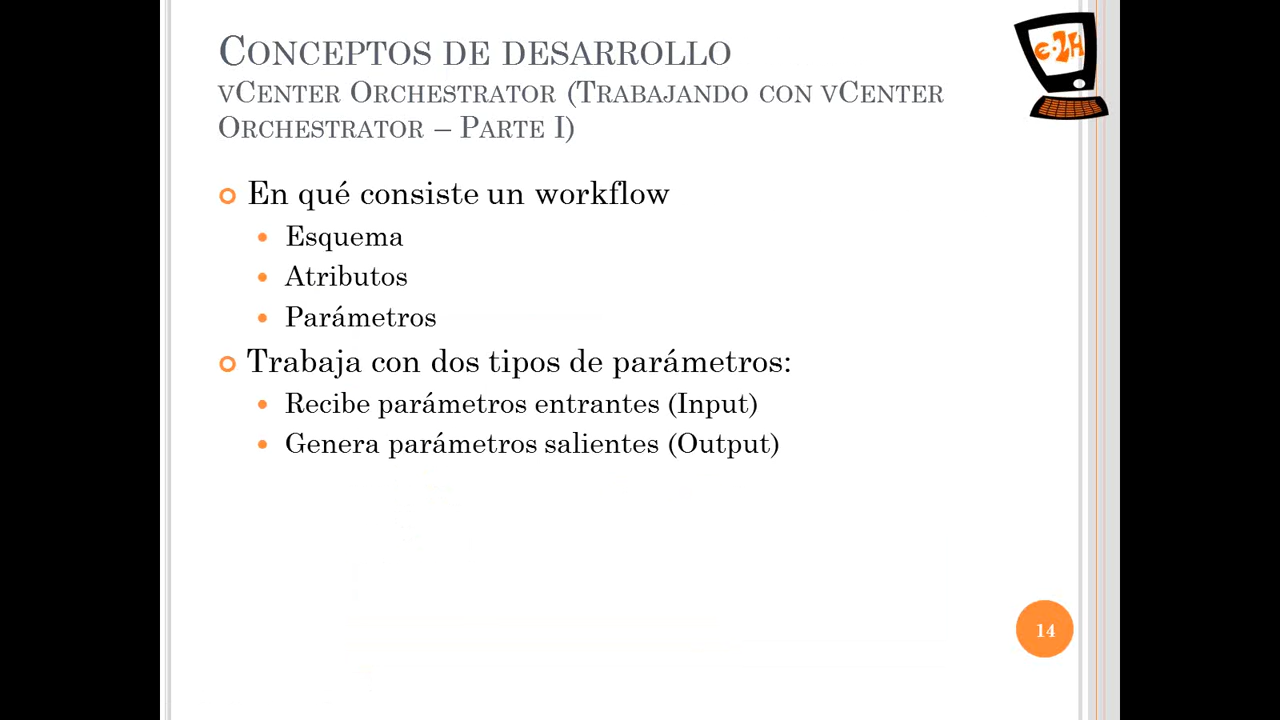 CONCEPTOS DE DESARROLLO
VCENTER ORCHESTRATOR (TRABAJANDO CON VCENTER
ORCHESTRATOR – PARTE I)
e-2H
En qué consiste un workflow
Esquema
Atributos
Parámetros
Trabaja con dos tipos de parámetros:
Recibe parámetros entrantes (Input)
Genera parámetros salientes (Output)
14